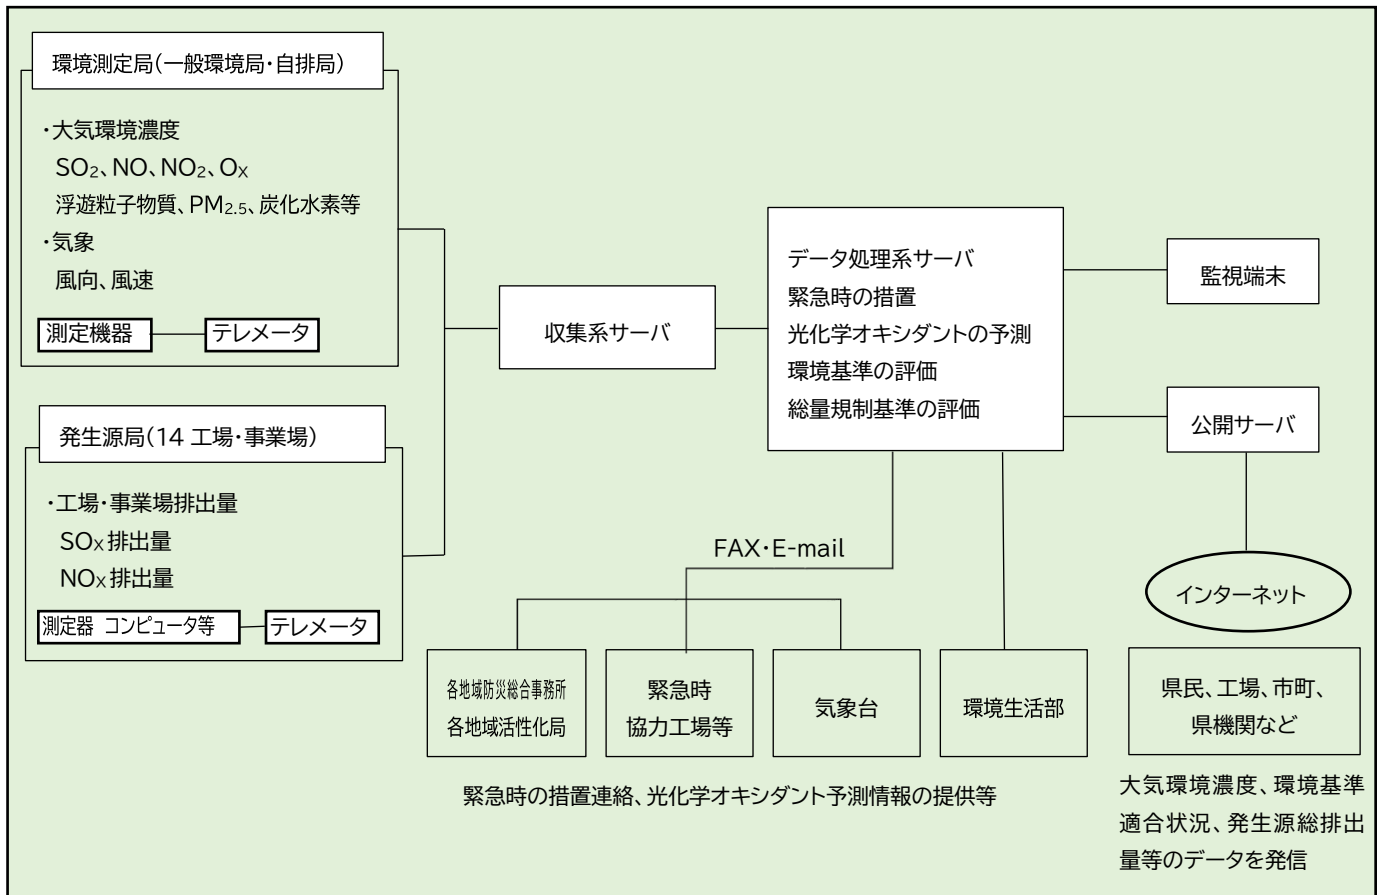 環境測定局(一般環境局・自排局)
・大気環境濃度
SO₂、NO、NO₂、Oₓ
浮遊粒子物質、PM₂.₅、炭化水素等
・気象
風向、風速
測定機器
テレメータ
発生源局(14 工場・事業場)
・工場・事業場排出量
SOₓ排出量
NOₓ排出量
測定器 コンピュータ等
テレメータ
収集系サーバ
データ処理系サーバ
緊急時の措置
光化学オキシダントの予測
環境基準の評価
総量規制基準の評価
監視端末
公開サーバ
インターネット
FAX・E-mail
各地域防災総合事務所
各地域活性化局
緊急時
協力工場等
気象台
環境生活部
緊急時の措置連絡、光化学オキシダント予測情報の提供等
県民、工場、市町、
県機関など
大気環境濃度、環境基準
適合状況、発生源総排出
量等のデータを発信